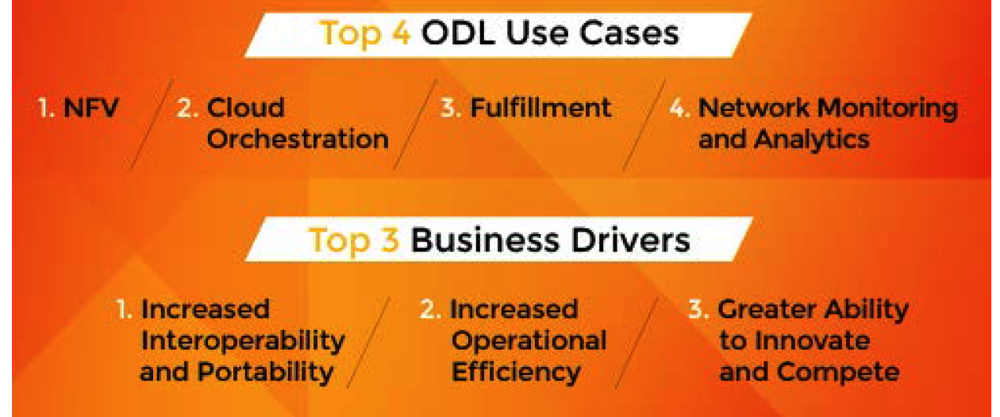 Top 4 ODL Use Cases
1. NFV
2. Cloud
Orchestration
3. Fulfillment
4. Network Monitoring
and Analytics
Top 3 Business Drivers
1. Increased
Interoperability
and Portability
2. Increased
Operational
Efficiency
3. Greater Ability
to Innovate
and Compete